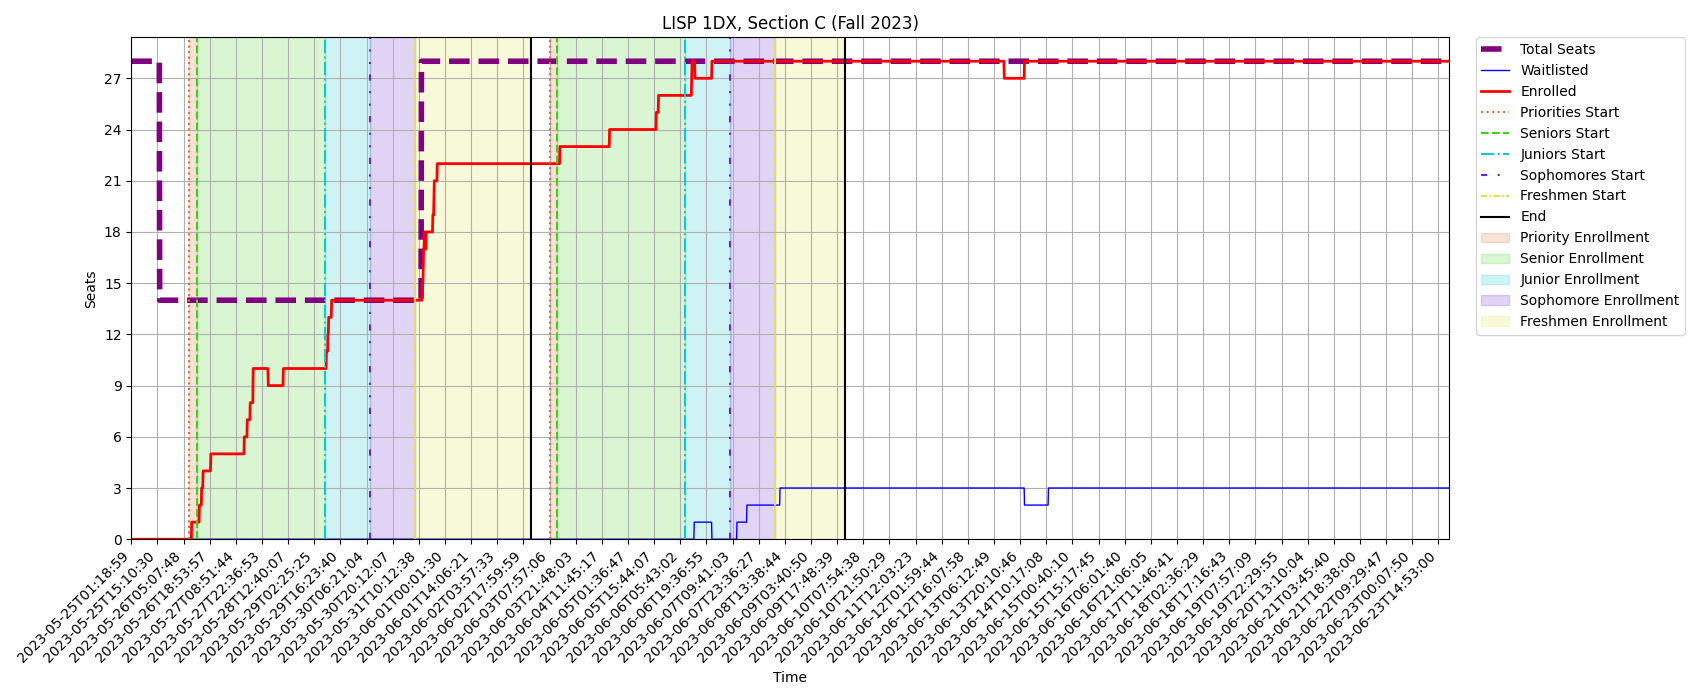 LISP 1DX, Section C (Fall 2023)
Total Seats
Waitlisted
Enrolled
Priorities Start
Seniors Start
Juniors Start
Sophomores Start
Freshmen Start
End
Priority Enrollment
Senior Enrollment
Junior Enrollment
Sophomore Enrollment
Freshmen Enrollment
Seats
27
24
21
18
15
12
9
6
3
0
2023-05-25T01:18:59
2023-05-25T15:10:30
2023-05-26T05:07:48
2023-05-26T18:53:57
2023-05-27T08:51:44
2023-05-27T22:36:53
2023-05-28T12:40:07
2023-05-29T02:25:25
2023-05-29T16:23:40
2023-05-30T06:21:04
2023-05-30T20:12:07
2023-05-31T10:12:38
2023-06-01T00:01:30
2023-06-01T14:06:21
2023-06-02T03:57:33
2023-06-02T17:59:59
2023-06-03T07:57:06
2023-06-03T21:48:03
2023-06-04T11:45:17
2023-06-05T01:36:47
2023-06-05T15:44:07
2023-06-06T05:43:02
2023-06-06T19:36:55
2023-06-07T09:41:03
2023-06-07T23:36:27
2023-06-08T13:38:44
2023-06-09T03:40:50
2023-06-09T17:48:39
2023-06-10T07:54:38
2023-06-10T21:50:29
2023-06-11T12:03:23
2023-06-12T01:59:44
2023-06-12T16:07:58
2023-06-13T06:12:49
2023-06-13T20:10:46
2023-06-14T10:17:08
2023-06-15T00:40:10
2023-06-15T15:17:45
2023-06-16T06:01:40
2023-06-16T21:06:05
2023-06-17T11:46:41
2023-06-18T02:36:29
2023-06-18T17:16:43
2023-06-19T07:57:09
2023-06-19T22:29:55
2023-06-20T13:10:04
2023-06-21T03:45:40
2023-06-21T18:38:00
2023-06-22T09:29:47
2023-06-23T00:07:50
2023-06-23T14:53:00
Time